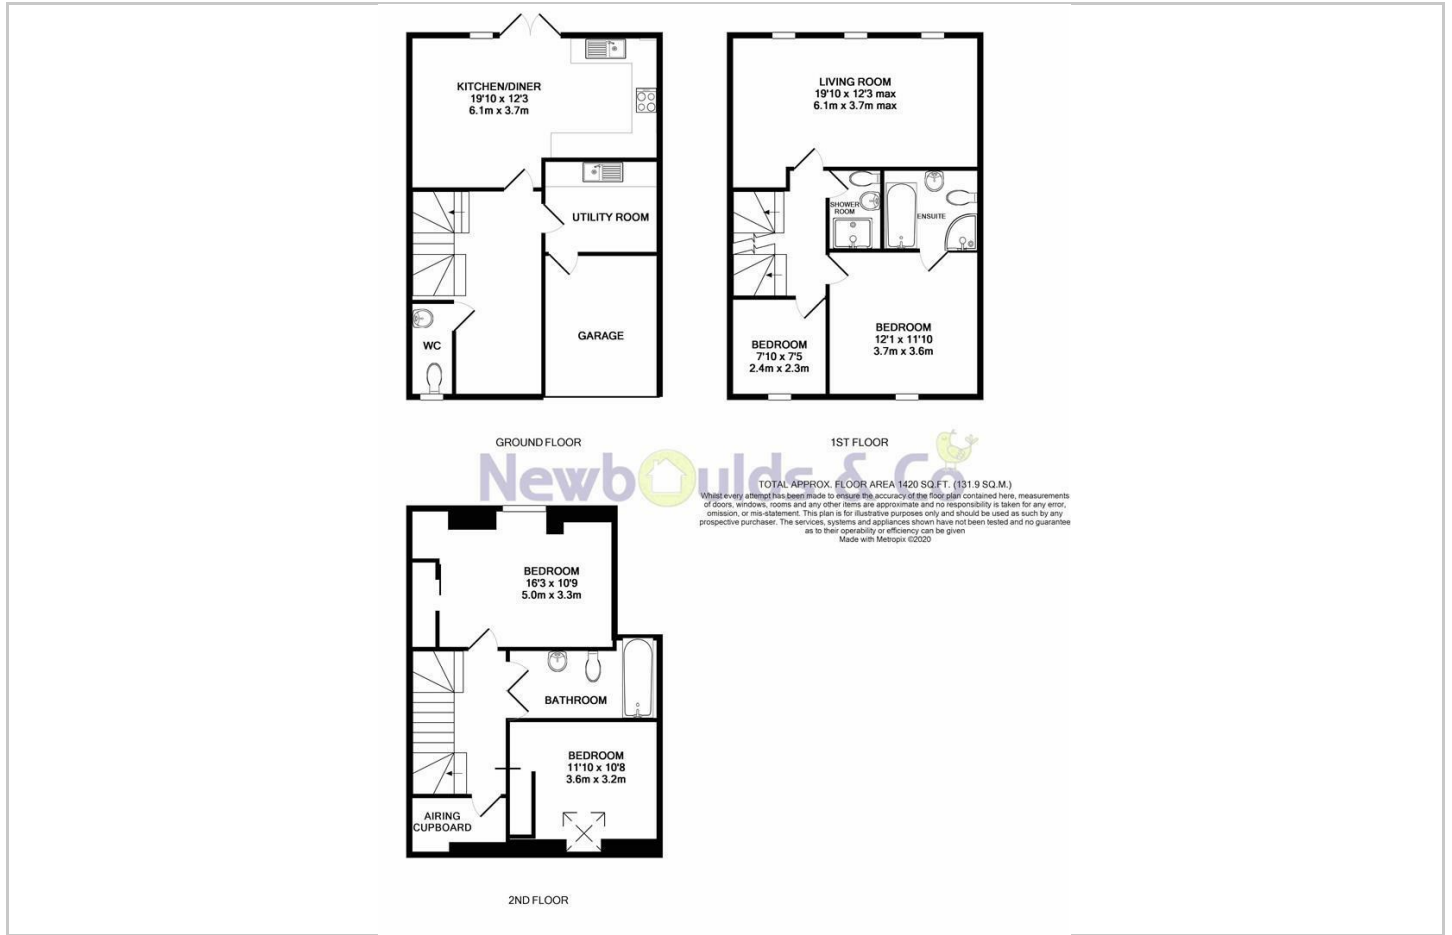 KITCHEN/DINER
19'10 x 12'3
6.1m x 3.7m
UTILITY ROOM
GARAGE
WC
GROUND FLOOR
LIVING ROOM
19'10 x 12'3 max
6.1m x 3.7m max
SHOWER
ROOM
ENSUITE
BEDROOM
12'1 x 11'10
3.7m x 3.6m
BEDROOM
7'10 x 7'5
2.4m x 2.3m
1ST FLOOR
Newboulds & Co
TOTAL APPROX. FLOOR AREA 1420 SQ.FT. (131.9 SQ.M.)
Whilst every attempt has been made to ensure the accuracy of the floor plan contained here, measurements
of doors, windows, rooms and any other items are approximate and no responsibility is taken for any error,
omission, or mis-statement. This plan is for illustrative purposes only and should be used as such by any
prospective purchaser. The services, systems and appliances shown have not been tested and no guarantee
as to their operability or efficiency can be given
Made with Metropix ©2020
BEDROOM
16'3 x 10'9
5.0m x 3.3m
BATHROOM
BEDROOM
11'10 x 10'8
3.6m x 3.2m
AIRING
CUPBOARD
2ND FLOOR